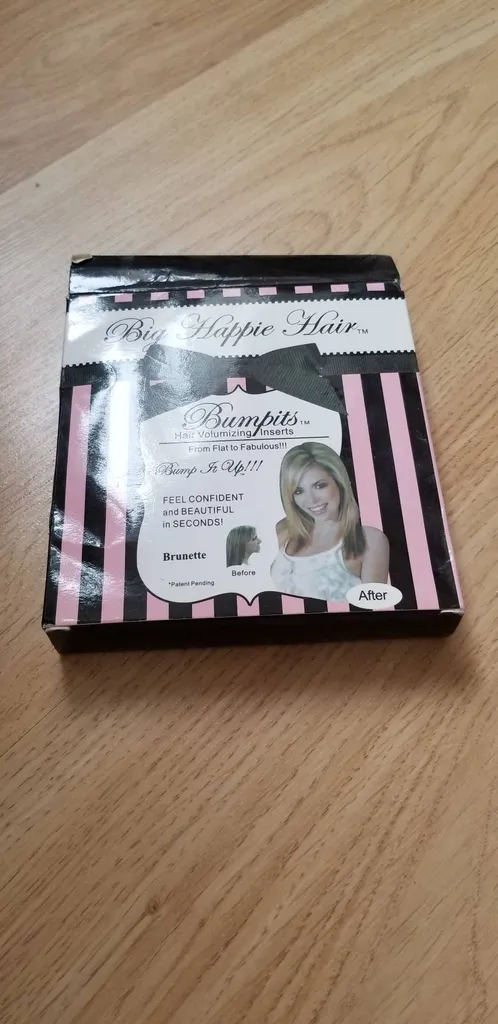 Big Happie Hair™
Bumpits™
Hair Volumizing Inserts
From Flat to Fabulous!!!
Bump It Up!!!
FEEL CONFIDENT
and BEAUTIFUL
in SECONDS!
Brunette
Before
*Patent Pending
After